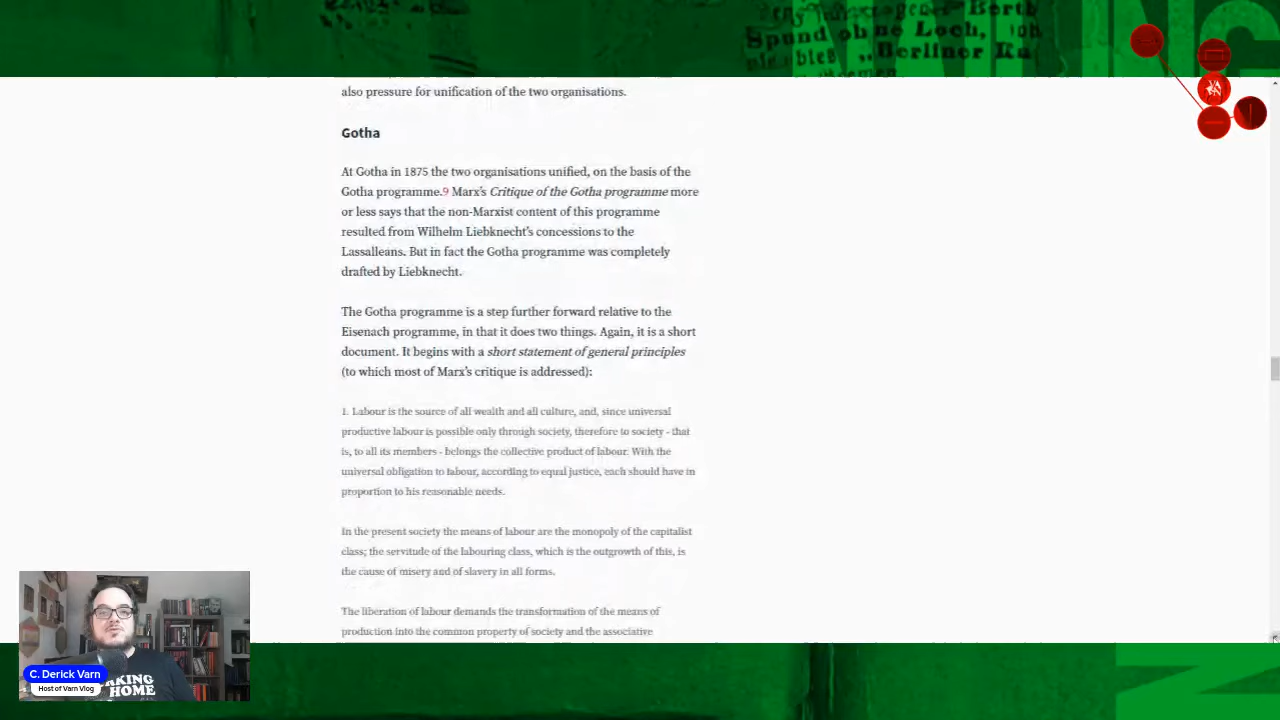 Spund ohne Loch,
Berliner
also pressure for unification of the two organisations.
Gotha
At Gotha in 1875 the two organisations unified, on the basis of the
Gotha programme.9 Marx's Critique of the Gotha programme more
or less says that the non-Marxist content of this programme
resulted from Wilhelm Liebknecht's concessions to the
Lassalleans. But in fact the Gotha programme was completely
drafted by Liebknecht.
The Gotha programme is a step further forward relative to the
Eisenach programme, in that it does two things. Again, it is a short
document. It begins with a short statement of general principles
(to which most of Marx's critique is addressed):
1. Labour is the source of all wealth and all culture, and, since universal
productive labour is possible only through society, therefore to society - that
is, to all its members - belongs the collective product of labour. With the
universal obligation to labour, according to equal justice, each should have in
proportion to his reasonable needs.
In the present society the means of labour are the monopoly of the capitalist
class; the servitude of the labouring class, which is the outgrowth of this, is
the cause of misery and of slavery in all forms.
The liberation of labour demands the transformation of the means of
production into the common property of society and the associative
C. Derick Varn
Host of Varn Vlog
KING
HOME